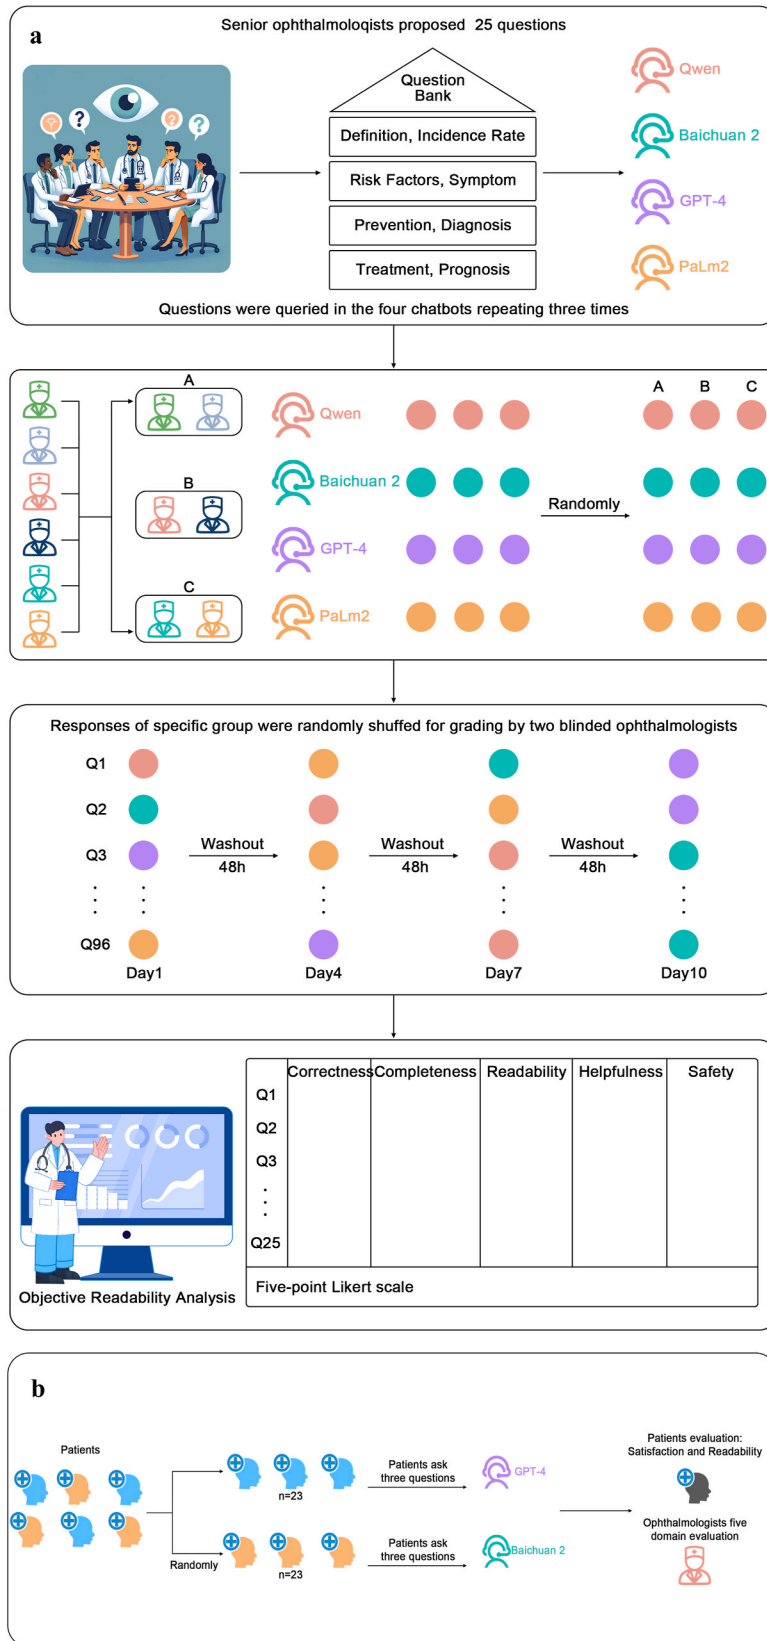 a
Senior ophthalmologists proposed 25 questions
Question
Bank
Definition, Incidence Rate
Risk Factors, Symptom
Prevention, Diagnosis
Treatment, Prognosis
Qwen
Baichuan 2
GPT-4
PaLm2
Questions were queried in the four chatbots repeating three times
A
B
C
Qwen
Baichuan 2
GPT-4
PaLm2
Randomly
A B C
Responses of specific group were randomly shuffed for grading by two blinded ophthalmologists
Q1
Q2
Q3
Q96
Washout
48h
Washout
48h
Washout
48h
Day1
Day4
Day7
Day10
Correctness Completeness Readability Helpfulness Safety
Q1
Q2
Q3
Q25
Five-point Likert scale
Objective Readability Analysis
b
Patients
Randomly
n=23
n=23
Patients ask
three questions
GPT-4
Patients ask
three questions
Baichuan 2
Patients evaluation:
Satisfaction and Readability
Ophthalmologists five
domain evaluation